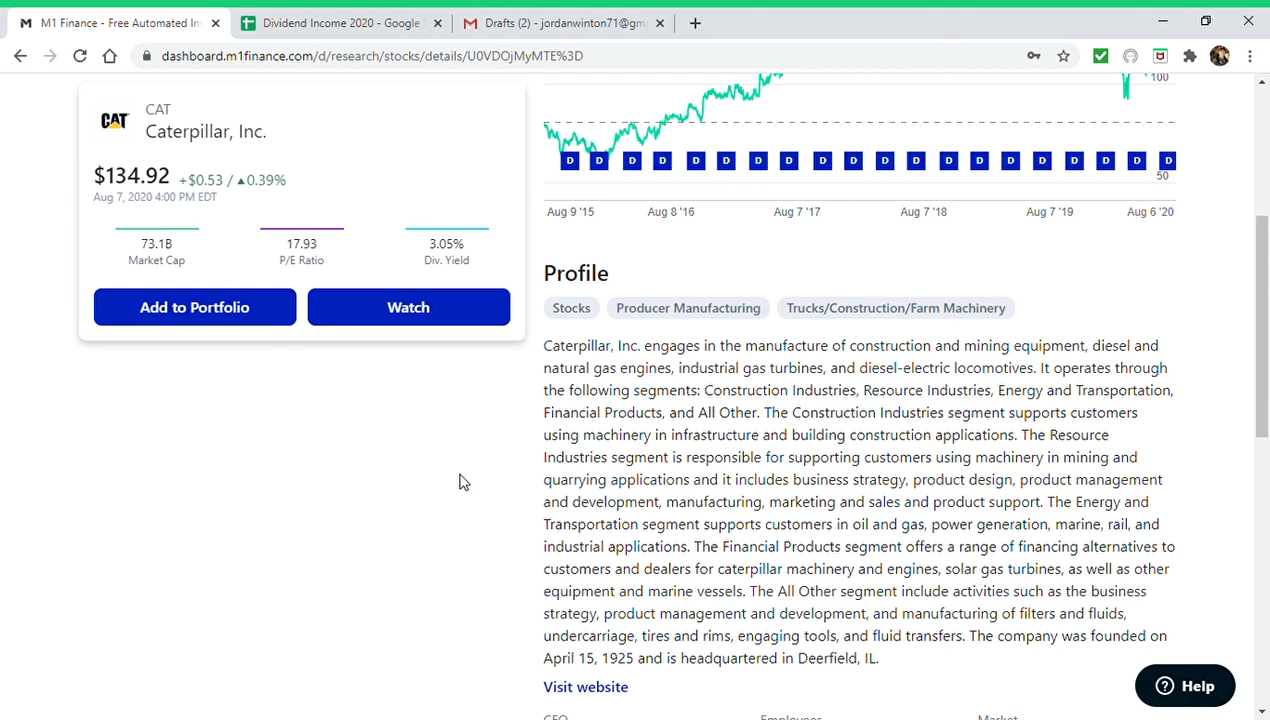 M1 Finance - Free Automated Inv
Dividend Income 2020 - Google S
Drafts (2) - jordanwinton71@gm
dashboard.m1finance.com/d/research/stocks/details/U0VDOjMyMTE%3D
CAT
CAT
Caterpillar, Inc.
$134.92 +$0.53 / ▲0.39%
Aug 7, 2020 4:00 PM EDT
73.1B 17.93 3.05%
Market Cap P/E Ratio Div. Yield
Add to Portfolio Watch
100
D D D D D D D D D D D D D D D D D D D D
50
Aug 9 '15 Aug 8 '16 Aug 7 '17 Aug 7 '18 Aug 7 '19 Aug 6 '20
Profile
Stocks Producer Manufacturing Trucks/Construction/Farm Machinery
Caterpillar, Inc. engages in the manufacture of construction and mining equipment, diesel and
natural gas engines, industrial gas turbines, and diesel-electric locomotives. It operates through
the following segments: Construction Industries, Resource Industries, Energy and Transportation,
Financial Products, and All Other. The Construction Industries segment supports customers
using machinery in infrastructure and building construction applications. The Resource
Industries segment is responsible for supporting customers using machinery in mining and
quarrying applications and it includes business strategy, product design, product management
and development, manufacturing, marketing and sales and product support. The Energy and
Transportation segment supports customers in oil and gas, power generation, marine, rail, and
industrial applications. The Financial Products segment offers a range of financing alternatives to
customers and dealers for caterpillar machinery and engines, solar gas turbines, as well as other
equipment and marine vessels. The All Other segment include activities such as the business
strategy, product management and development, and manufacturing of filters and fluids,
undercarriage, tires and rims, engaging tools, and fluid transfers. The company was founded on
April 15, 1925 and is headquartered in Deerfield, IL.
Visit website
CEO Employees Market
Help